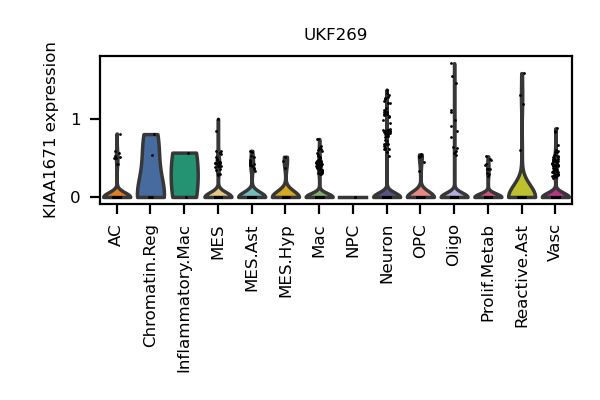 UKF269
KIAA1671 expression
1
0
AC
Chromatin.Reg
Inflammatory.Mac
MES
MES.Ast
MES.Hyp
Mac
NPC
Neuron
OPC
Oligo
Prolif.Metab
Reactive.Ast
Vasc